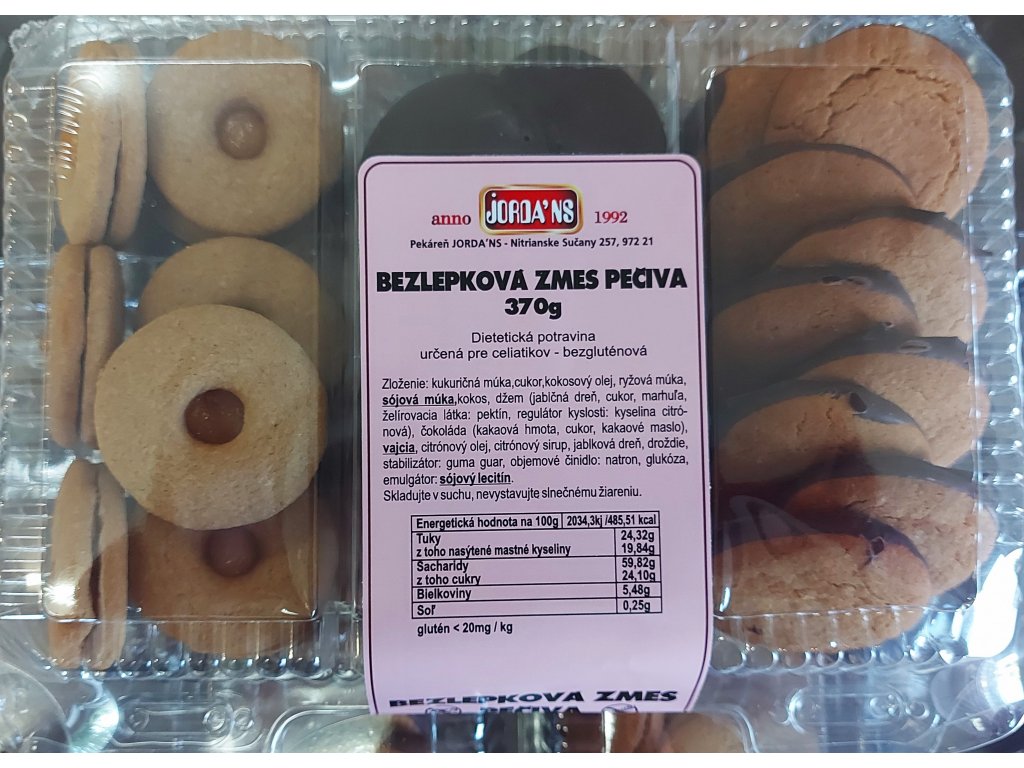 anno JORDA'NS 1992
Pekáreň JORDA'NS - Nitrianske Sučany 257, 972 21
BEZLEPKOVÁ ZMES PEČIVA
370g
Dietetická potravina
určená pre celiatikov - bezgluténová
Zloženie: kukuričná múka,cukor,kokosový olej, ryžová múka,
sójová múka,kokos, džem (jabičná dreň, cukor, marhuľa,
želírovacia látka: pektín, regulátor kyslosti: kyselina citró-
nová), čokoláda (kakaová hmota, cukor, kakaové maslo),
vajcia, citrónový olej, citrónový sirup, jablková dreň, droždie,
stabilizátor: guma guar, objemové činidlo: natron, glukóza,
emulgátor: sójový lecitín.
Skladujte v suchu, nevystavujte slnečnému žiareniu.
Energetická hodnota na 100g 2034,3kj /485,51 kcal
Tuky 24,32g
z toho nasýtené mastné kyseliny 19,84g
Sacharidy 59,82g
z toho cukry 24,10g
Bielkoviny 5,48g
Soľ 0,25g
glutén < 20mg / kg
BEZLEPKOVÁ ZMES
PEČIVA